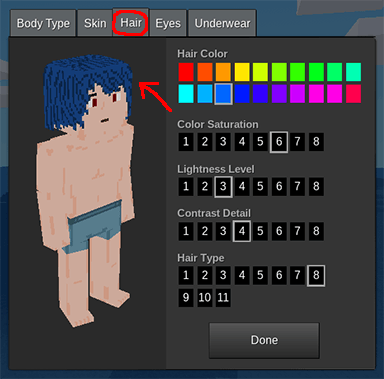 Body Type Skin Hair Eyes Underwear
Hair Color
Color Saturation
1 2 3 4 5 6 7 8
Lightness Level
1 2 3 4 5 6 7 8
Contrast Detail
1 2 3 4 5 6 7 8
Hair Type
1 2 3 4 5 6 7 8
9 10 11
Done